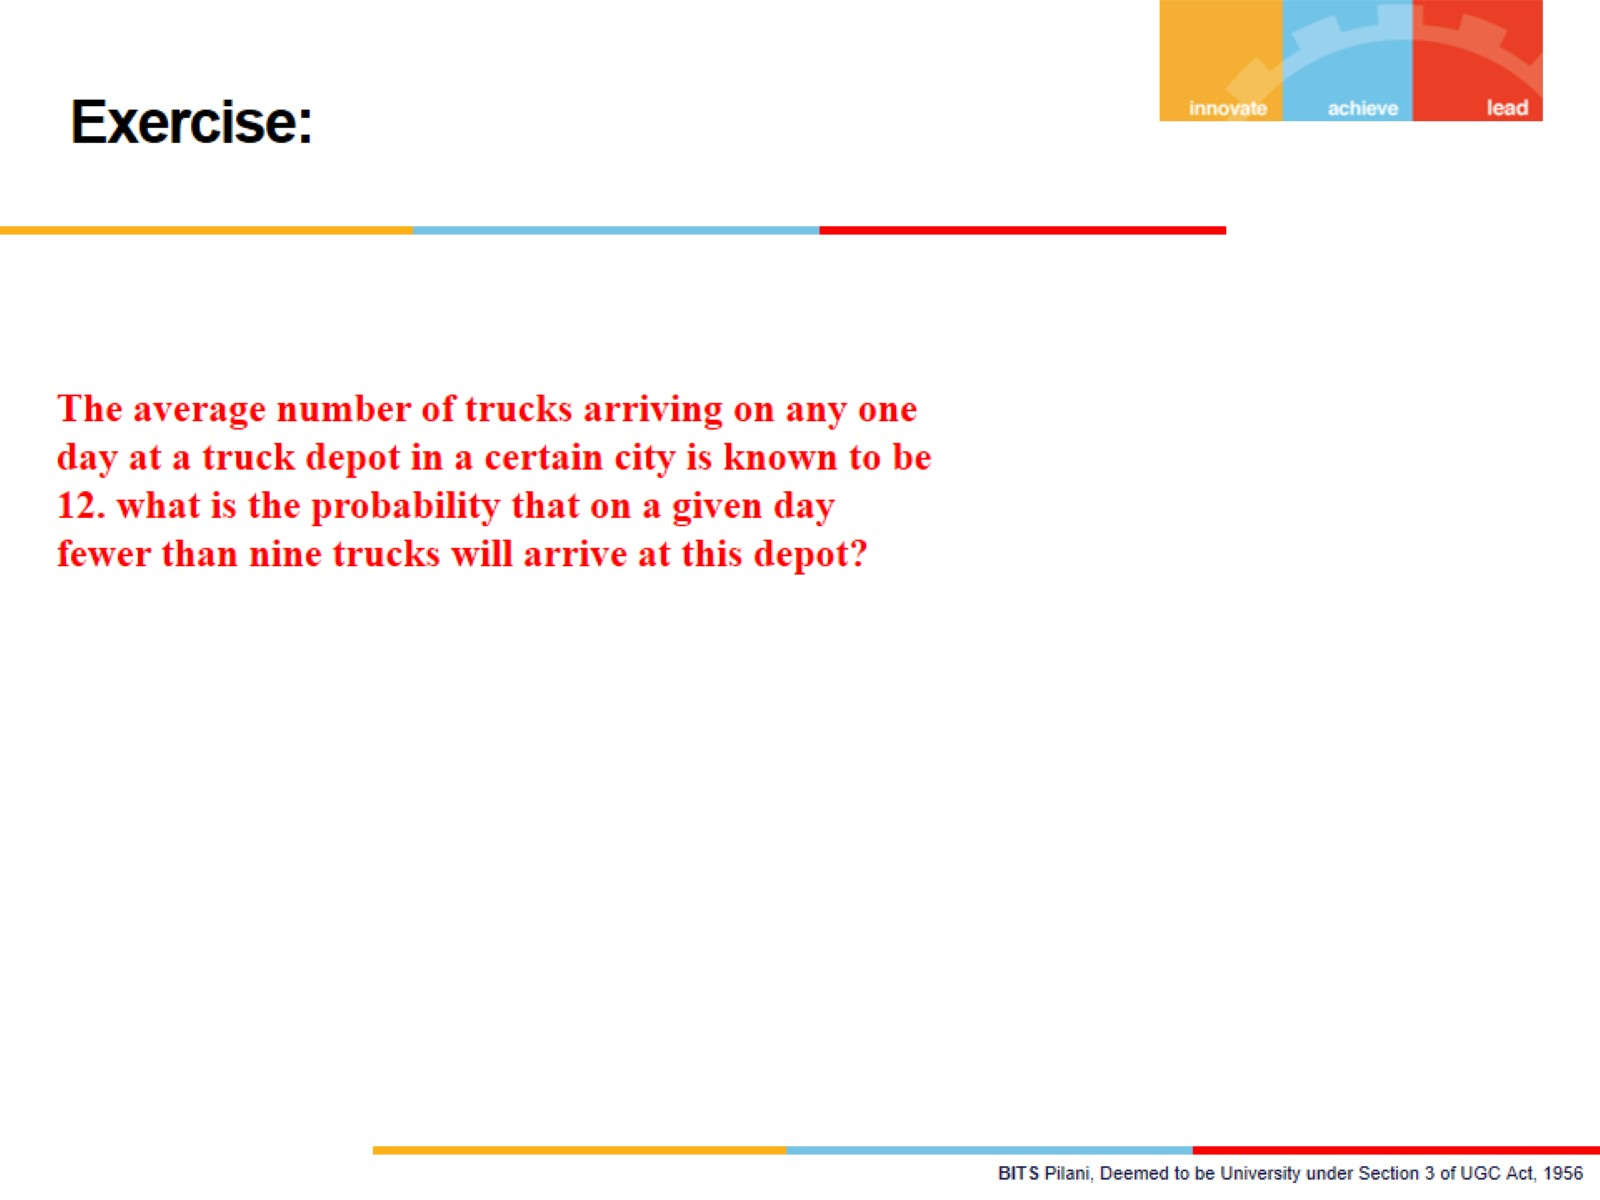 innovate achieve lead
Exercise:
The average number of trucks arriving on any one
day at a truck depot in a certain city is known to be
12. what is the probability that on a given day
fewer than nine trucks will arrive at this depot?
BITS Pilani, Deemed to be University under Section 3 of UGC Act, 1956